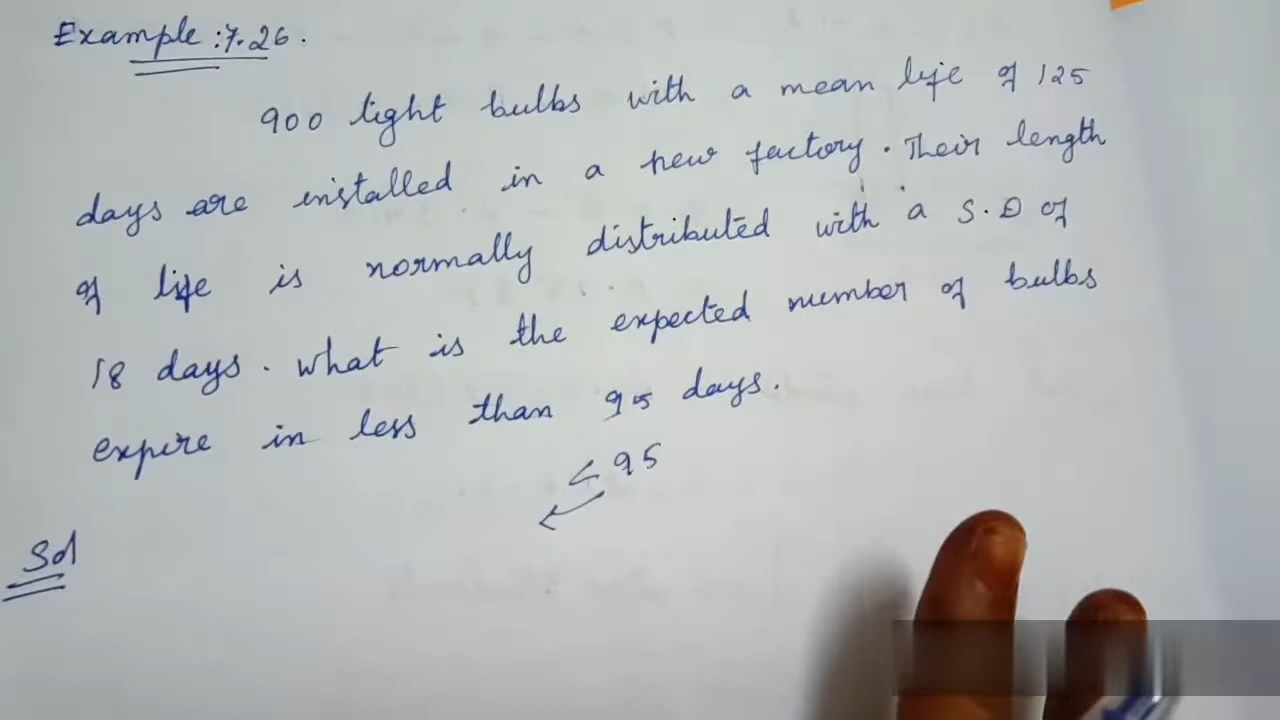 Example :7.26.
900 light bulbs with a mean life of 125
days are installed in a new factory. Their length
of life is normally distributed with a S.D of
18 days. What is the expected number of bulbs
expire in less than 95 days.
< 95
Sol